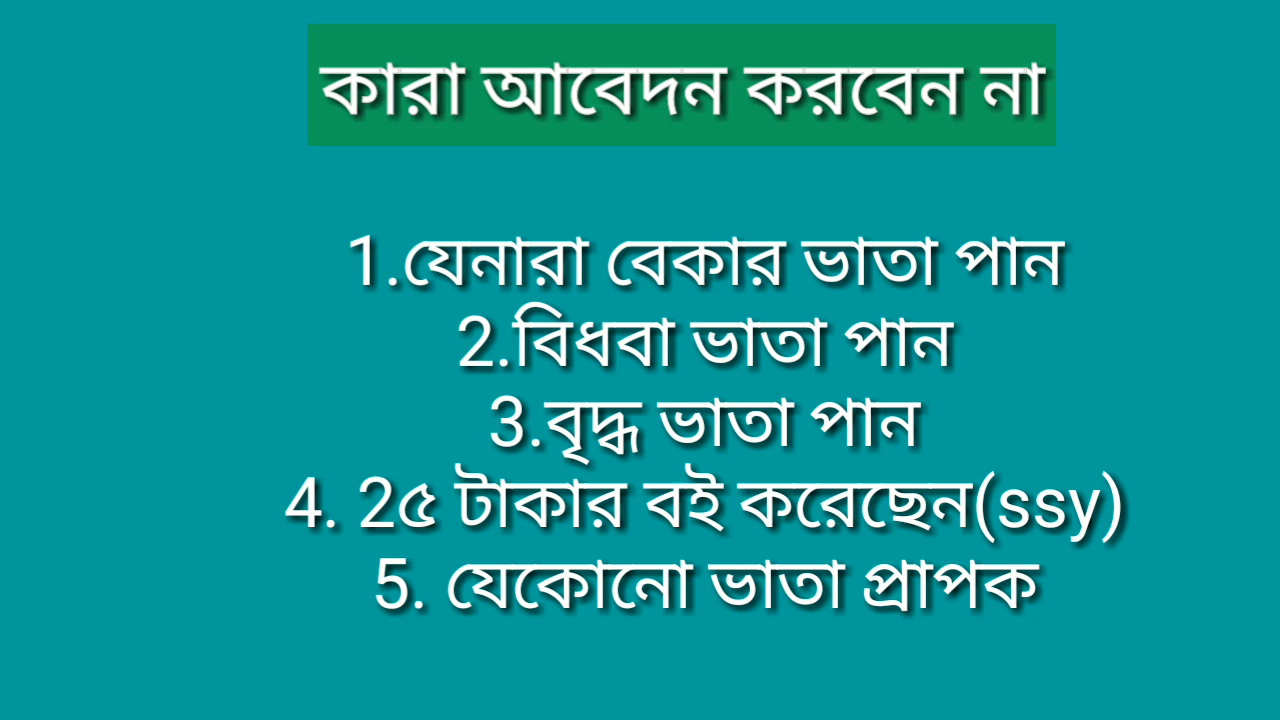 কারা আবেদন করবেন না
1.যেনারা বেকার ভাতা পান
2.বিধবা ভাতা পান
3.বৃদ্ধ ভাতা পান
4. 2৫ টাকার বই করেছেন(ssy)
5. যেকোনো ভাতা প্রাপক